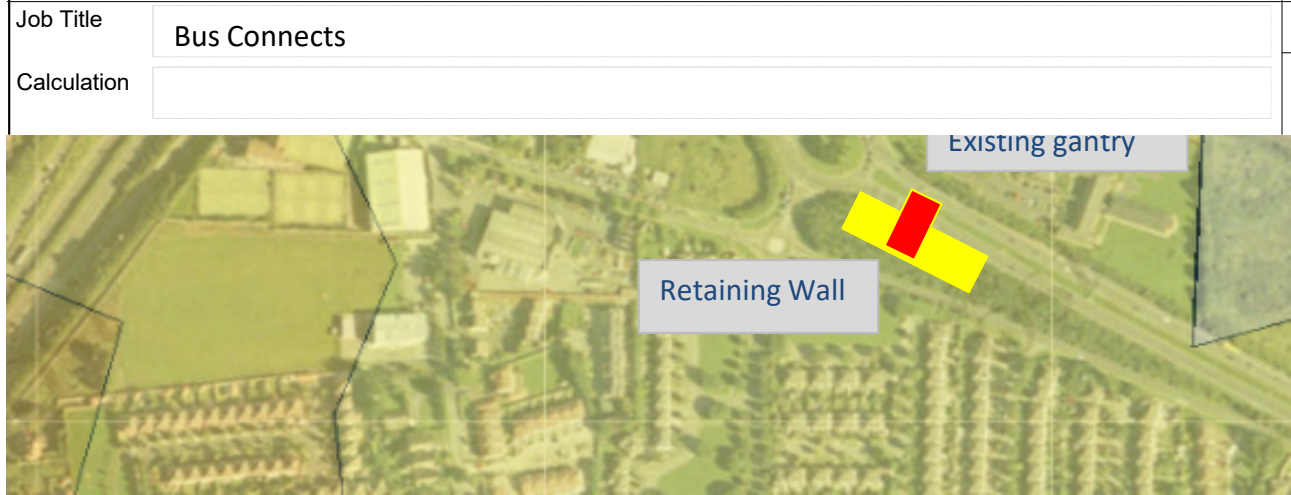 Job Title
Bus Connects
Calculation
Existing gantry
Retaining Wall